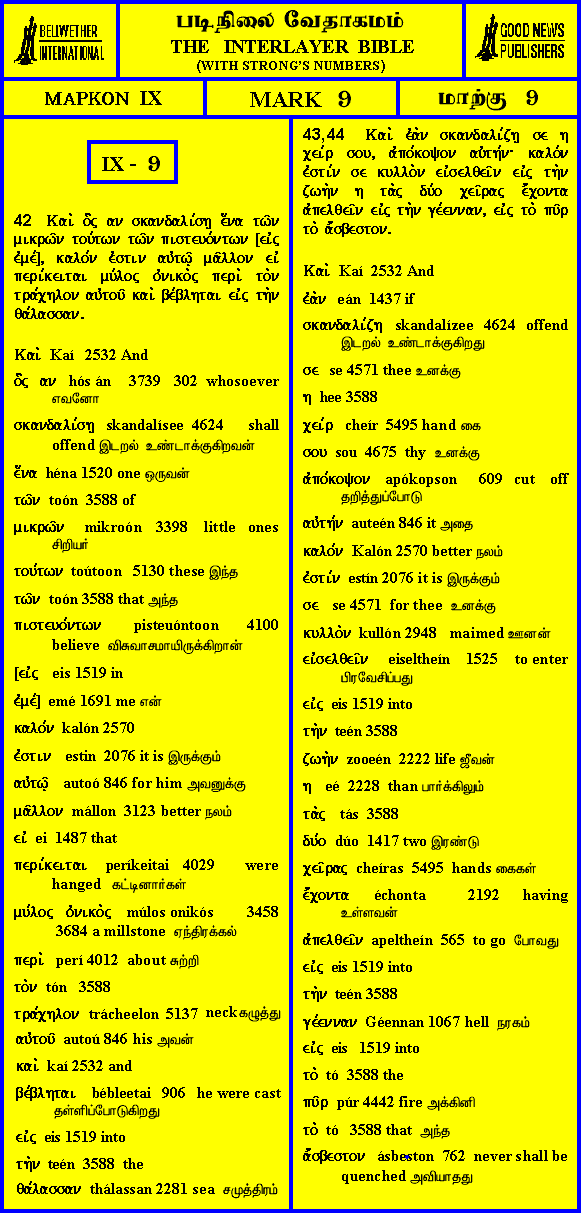 BELLWETHER
INTERNATIONAL
படிநிலை வேதாகமம்
THE INTERLAYER BIBLE
(WITH STRONG'S NUMBERS)
GOOD NEWS
PUBLISHERS
ΜΑΡΚΟΝ IX
MARK 9
மாற்கு 9
IX - 9
42 Καὶ ὃς αν σκανδαλίσῃ ἕνα τῶν
μικρῶν τούτων τῶν πιστευόντων [εἰς
ἐμέ], καλόν ἐστιν αὐτῷ μᾶλλον εἰ
περίκειται μύλος ὀνικὸς περὶ τὸν
τράχηλον αὐτοῦ καὶ βέβληται εἰς τὴν
θάλασσαν.
Καὶ Kaí 2532 And
ὃς αν hós án 3739 302 whosoever
எவனோ
σκανδαλίσῃ skandalísee 4624 shall
offend இடறல் உண்டாக்குகிறவன்
ἕνα héna 1520 one ஒருவன்
τῶν toón 3588 of
μικρῶν mikroón 3398 little ones
சிறியர்
τούτων toútoon 5130 these இந்த
τῶν toón 3588 that அந்த
πιστευόντων pisteuóntoon 4100
believe விசுவாசமாயிருக்கிறான்
[εἰς eis 1519 in
ἐμέ] emé 1691 me என்
καλόν kalón 2570
ἐστιν estin 2076 it is இருக்கும்
αὐτῷ autoó 846 for him அவனுக்கு
μᾶλλον mállon 3123 better நலம்
εἰ ei 1487 that
περίκειται períkeitai 4029 were
hanged கட்டினார்கள்
μύλος ὀνικὸς múlos onikós 3458
3684 a millstone ஏந்திரக்கல்
περὶ perí 4012 about சுற்றி
τὸν tón 3588
τράχηλον trácheelon 5137 neck கழுத்து
αὐτοῦ autoú 846 his அவன்
καὶ kaí 2532 and
βέβληται bébleetai 906 he were cast
தள்ளிப்போடுகிறது
εἰς eis 1519 into
τὴν teén 3588 the
θάλασσαν thálassan 2281 sea சமுத்திரம்
43,44 Καὶ ἐὰν σκανδαλίζῃ σε η
χείρ σου, ἀπόκοψον αὐτήν· καλόν
ἐστίν σε κυλλὸν εἰσελθεῖν εἰς τὴν
ζωὴν η τὰς δύο χεῖρας ἔχοντα
ἀπελθεῖν εἰς τὴν γέενναν, εἰς τὸ πῦρ
τὸ ἄσβεστον.
Καὶ Kaí 2532 And
ἐὰν eán 1437 if
σκανδαλίζῃ skandalízee 4624 offend
இடறல் உண்டாக்குகிறது
σε se 4571 thee உனக்கு
η hee 3588
χείρ cheír 5495 hand கை
σου sou 4675 thy உனக்கு
ἀπόκοψον apókopson 609 cut off
தறித்துப்போடு
αὐτήν auteén 846 it அதை
καλόν Kalón 2570 better நலம்
ἐστίν estín 2076 it is இருக்கும்
σε se 4571 for thee உனக்கு
κυλλὸν kullón 2948 maimed ஊனன்
εἰσελθεῖν eiseltheín 1525 to enter
பிரவேசிப்பது
εἰς eis 1519 into
τὴν teén 3588
ζωὴν zooeén 2222 life ஜீவன்
η eé 2228 than பார்க்கிலும்
τὰς tás 3588
δύο dúo 1417 two இரண்டு
χεῖρας cheíras 5495 hands கைகள்
ἔχοντα échonta 2192 having
உள்ளவன்
ἀπελθεῖν apeltheín 565 to go போவது
εἰς eis 1519 into
τὴν teén 3588
γέενναν Géennan 1067 hell நரகம்
εἰς eis 1519 into
τὸ tó 3588 the
πῦρ púr 4442 fire அக்கினி
τὸ tó 3588 that அந்த
ἄσβεστον ásbeston 762 never shall be
quenched அவியாதது